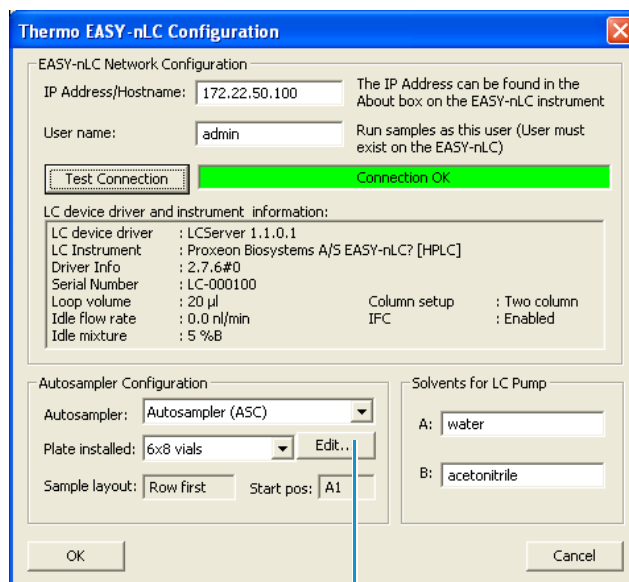 Thermo EASY-nLC Configuration
EASY-nLC Network Configuration
IP Address/Hostname: 172.22.50.100 The IP Address can be found in the
About box on the EASY-nLC instrument
User name: admin Run samples as this user (User must
exist on the EASY-nLC)
Test Connection Connection OK
LC device driver and instrument information:
LC device driver : LCServer 1.1.0.1
LC Instrument : Proxeon Biosystems A/S EASY-nLC? [HPLC]
Driver Info : 2.7.6#0
Serial Number : LC-000100
Loop volume : 20 µl Column setup : Two column
Idle flow rate : 0.0 nl/min IFC : Enabled
Idle mixture : 5 %B
Autosampler Configuration Solvents for LC Pump
Autosampler: Autosampler (ASC)
A: water
Plate installed: 6x8 vials Edit...
B: acetonitrile
Sample layout: Row first Start pos: A1
OK Cancel